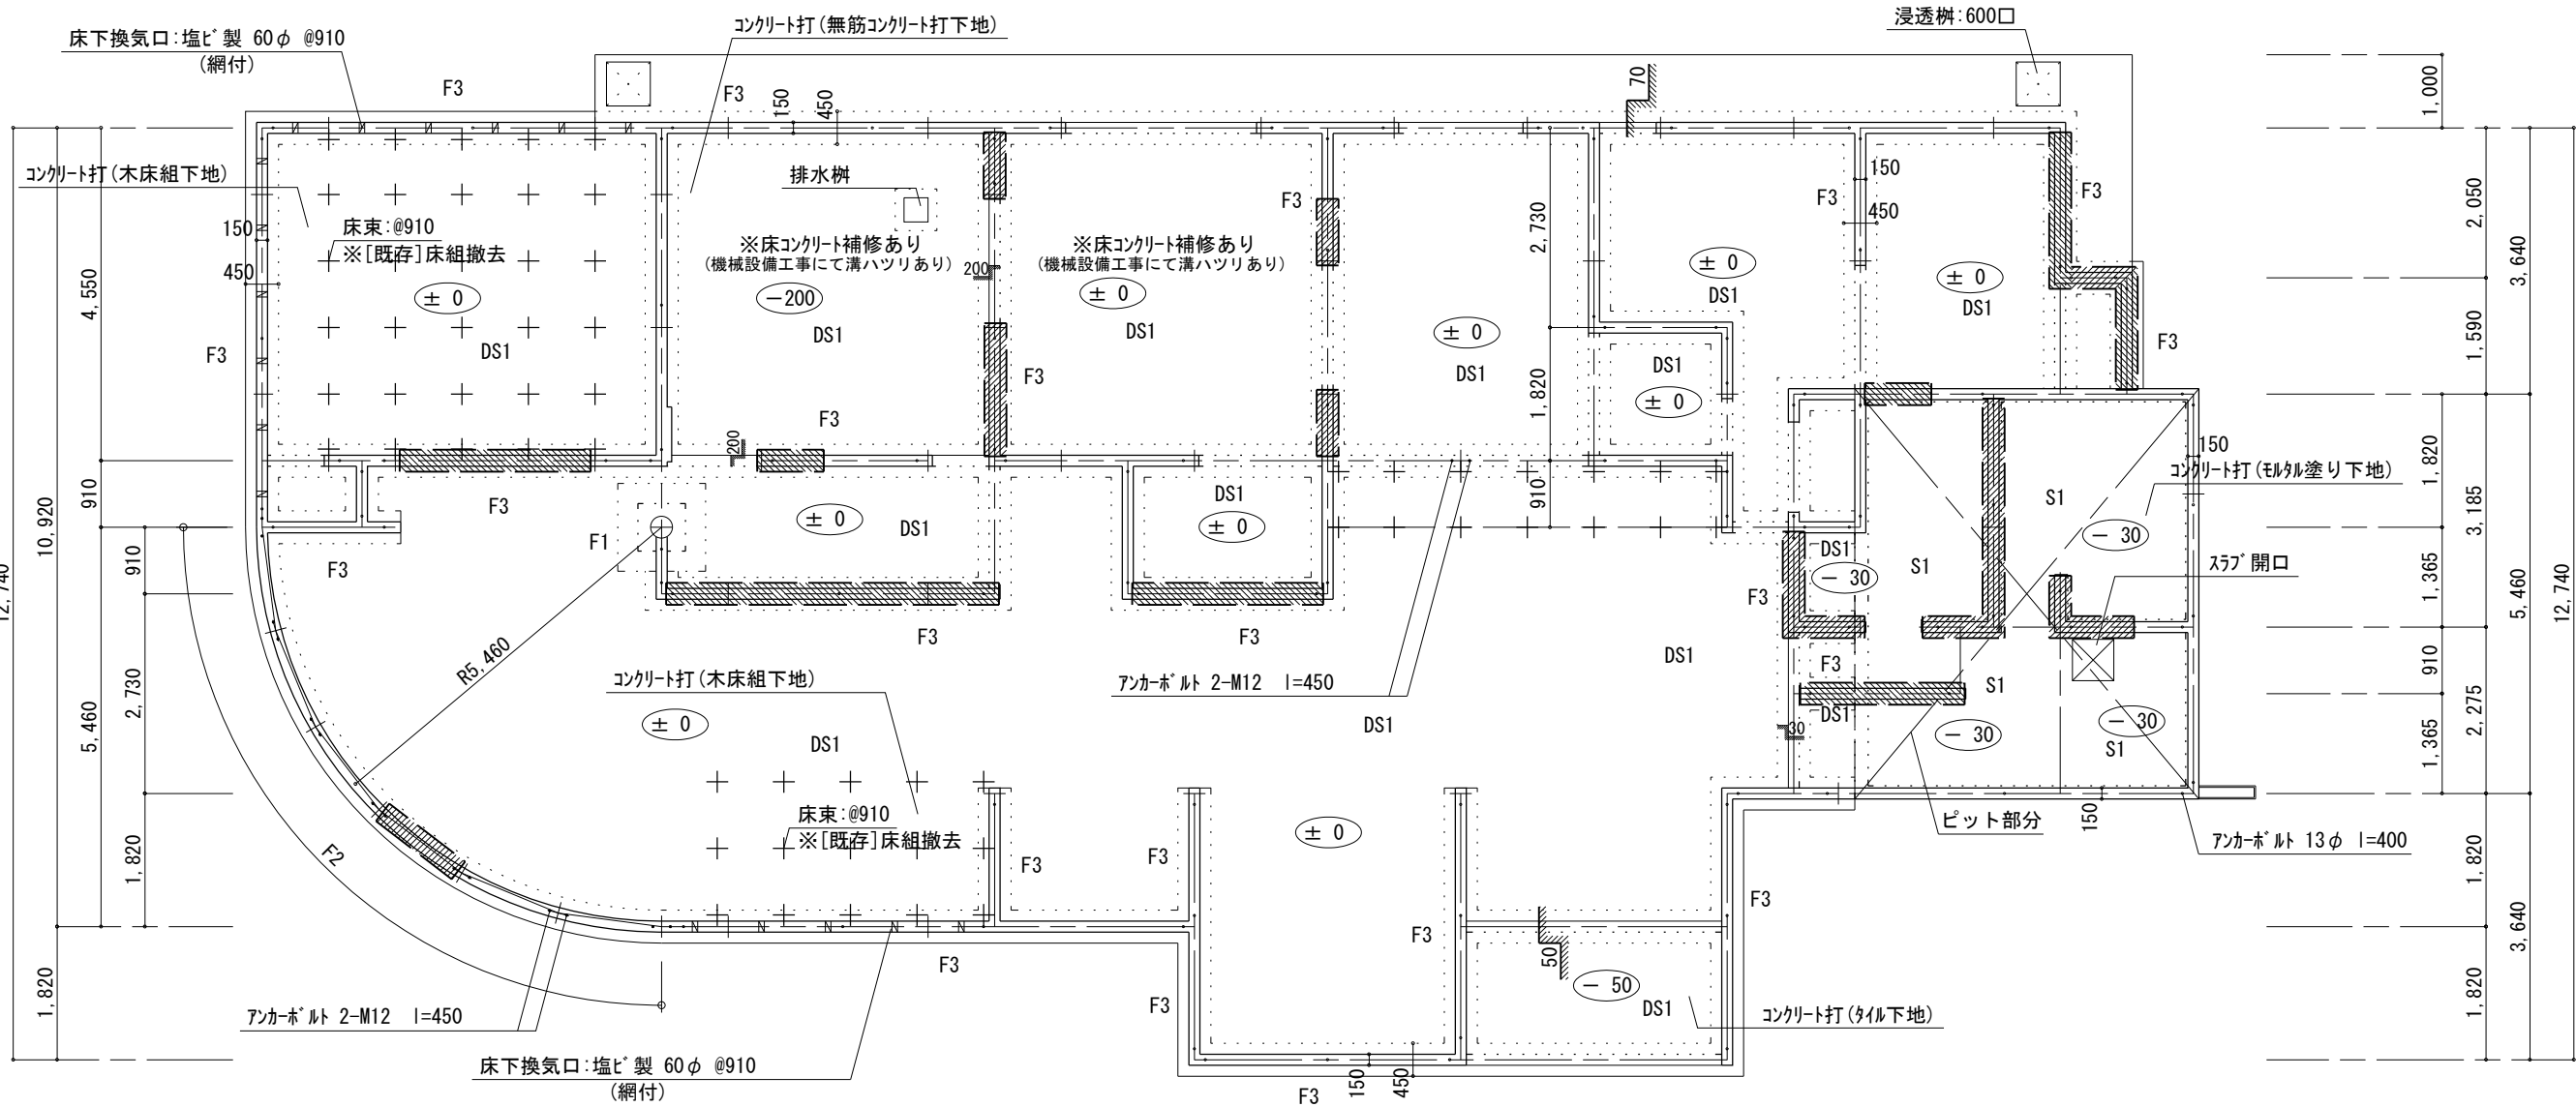 コンクリート打(無筋コンクリート打下地)
浸透桝:600□
床下換気口:塩ビ製 60φ @910
(網付)
F3
F3
70
1,000
150
450
コンクリート打(木床組下地)
排水桝
150
床束:@910
※[既存]床組撤去
450
※床コンクリート補修あり
(機械設備工事にて溝ハツリあり)
200
※床コンクリート補修あり
(機械設備工事にて溝ハツリあり)
F3
2,730
F3
150
450
F3
2,050
3,640
± 0
−200
± 0
± 0
± 0
DS1
DS1
DS1
DS1
DS1
± 0
DS1
F3
F3
F3
1,590
4,550
DS1
± 0
1,820
F3
200
150
コンクリート打(モルタル塗り下地)
1,820
910
F3
± 0
DS1
DS1
± 0
910
S1
− 30
3,185
10,920
12,740
F1
F3
910
DS1
− 30
S1
スラブ開口
F3
1,365
5,460
12,740
R5,460
F3
F3
DS1
F3
コンクリート打(木床組下地)
アンカーボルト 2-M12 l=450
S1
910
2,730
5,460
± 0
DS1
DS1
DS1
30
− 30
− 30
S1
2,275
1,365
床束:@910
※[既存]床組撤去
± 0
ピット部分
150
アンカーボルト 13φ l=400
1,820
F2
F3
F3
F3
1,820
F3
F3
50
− 50
DS1
コンクリート打(タイル下地)
3,640
1,820
F3
1,820
アンカーボルト 2-M12 l=450
床下換気口:塩ビ製 60φ @910
(網付)
150
450
F3